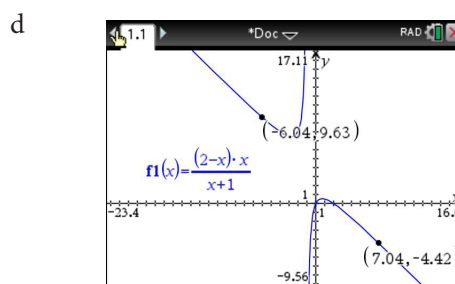 d
1.1
*Doc
RAD
17.11
y
(-6.04,9.63)
f1(x)=((2-x)·x)/(x+1)
1
-23.4
1
16.
(7.04,-4.42)
-9.56